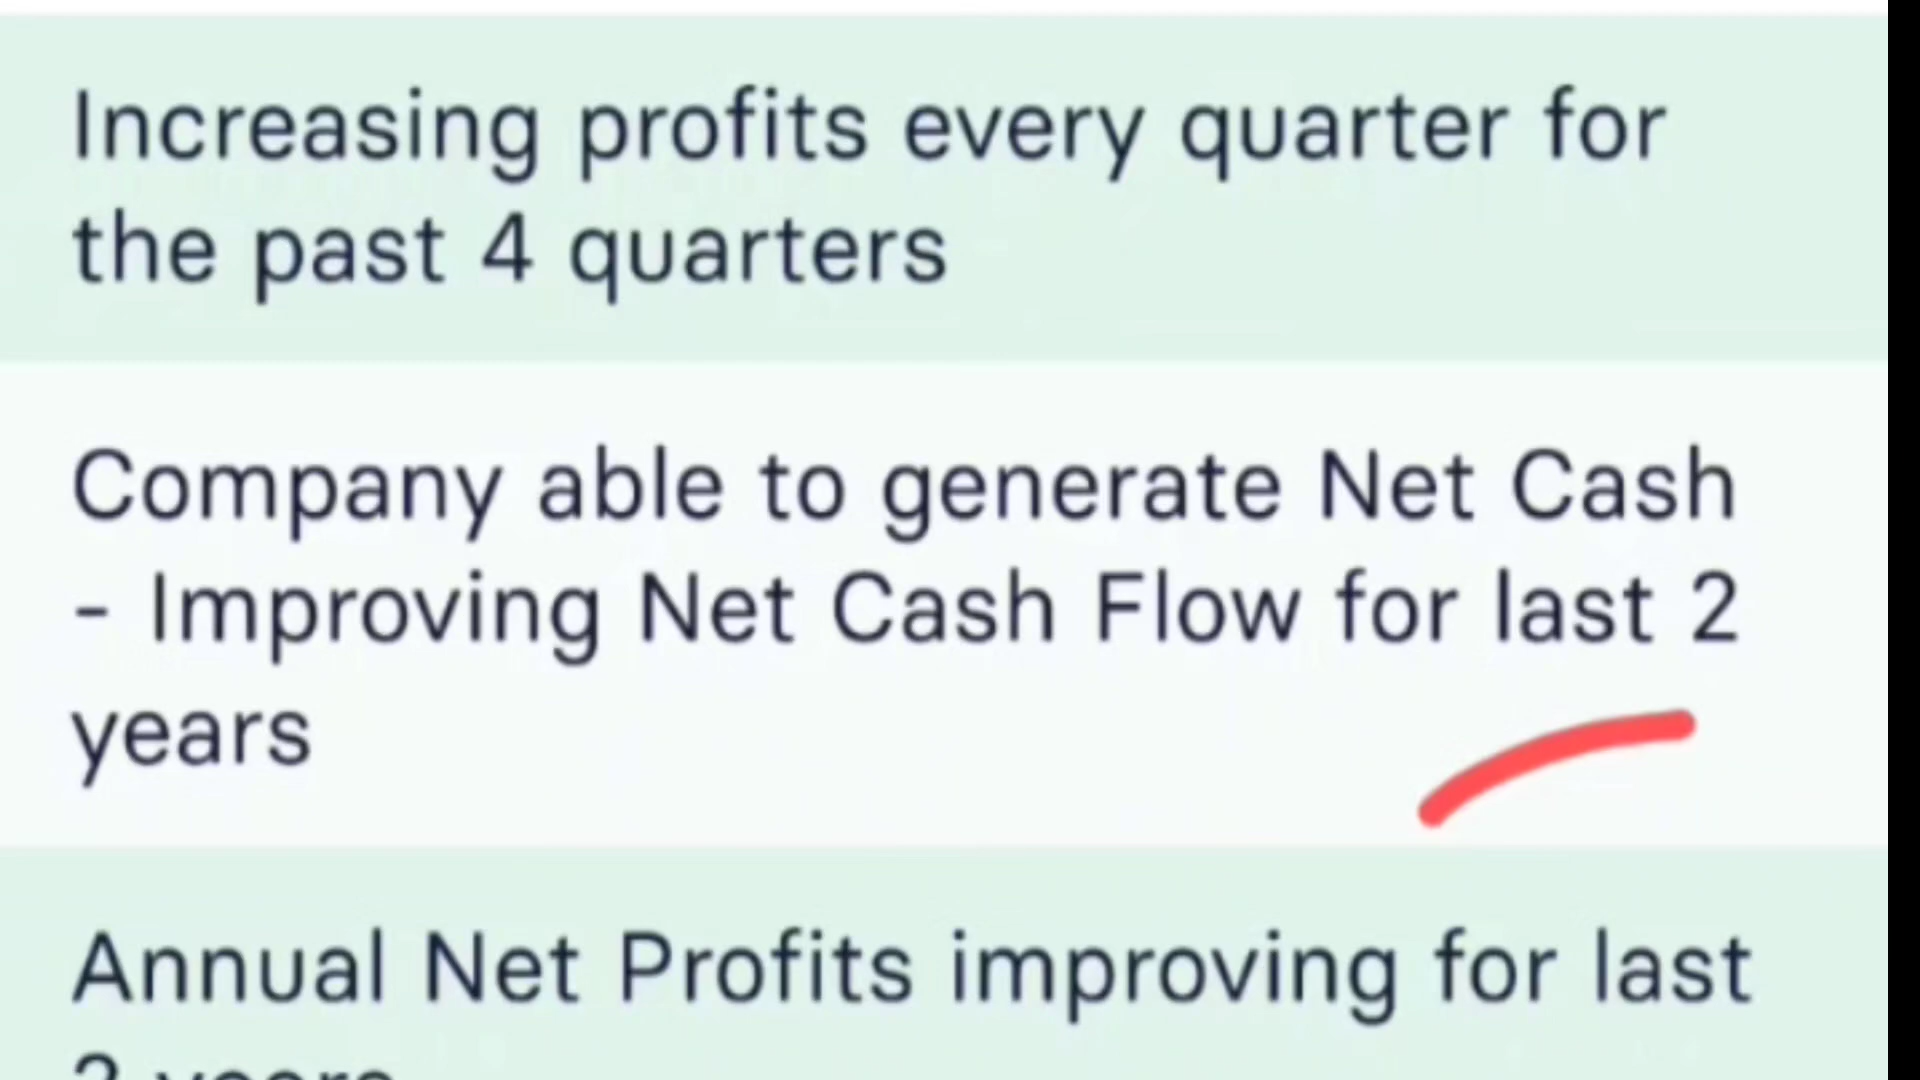 Increasing profits every quarter for
the past 4 quarters
Company able to generate Net Cash
- Improving Net Cash Flow for last 2
years
Annual Net Profits improving for last
years